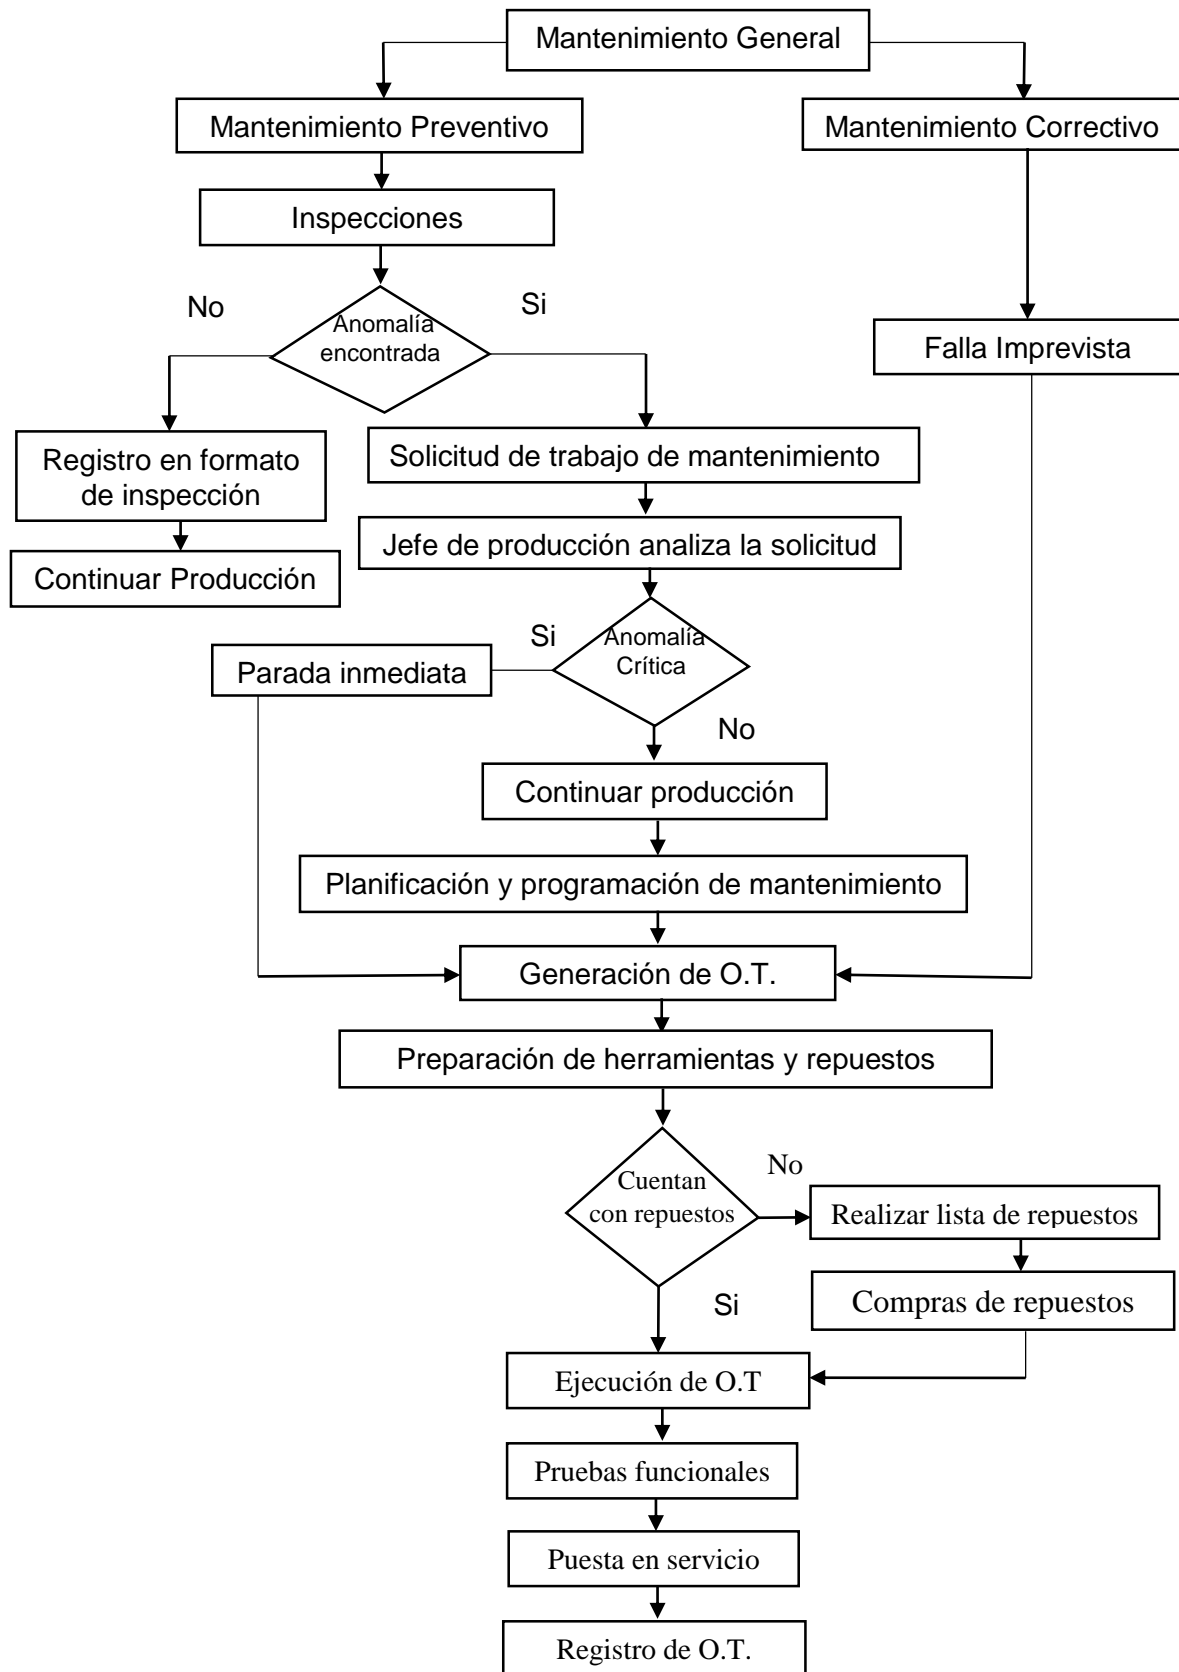 Mantenimiento General
Mantenimiento Preventivo
Mantenimiento Correctivo
Inspecciones
No
Si
Anomalía
encontrada
Falla Imprevista
Registro en formato
de inspección
Solicitud de trabajo de mantenimiento
Jefe de producción analiza la solicitud
Continuar Producción
Si
Anomalía
Crítica
Parada inmediata
No
Continuar producción
Planificación y programación de mantenimiento
Generación de O.T.
Preparación de herramientas y repuestos
Cuentan
con repuestos
No
Realizar lista de repuestos
Compras de repuestos
Si
Ejecución de O.T
Pruebas funcionales
Puesta en servicio
Registro de O.T.